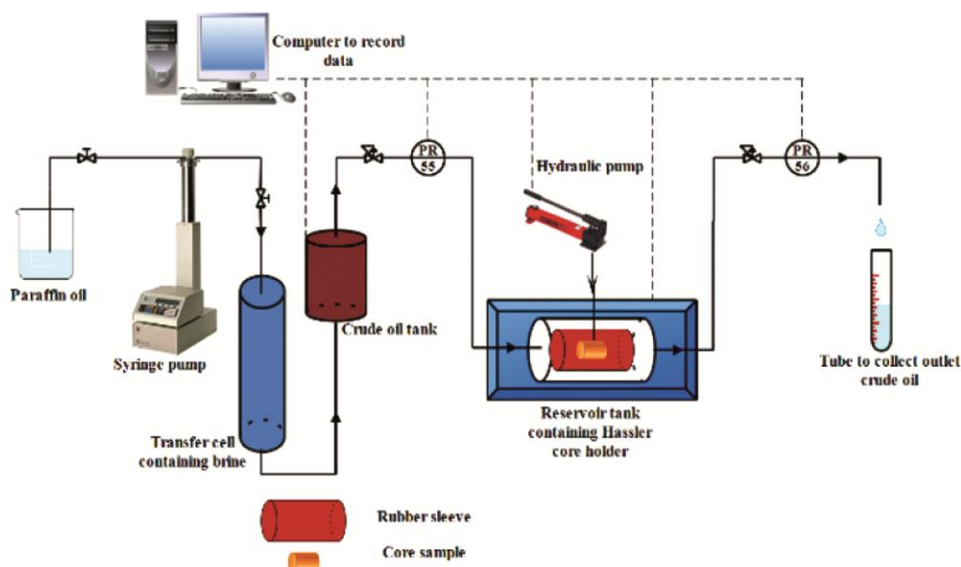 Computer to record
data
PR
55
PR
56
Hydraulic pump
Paraffin oil
Syringe pump
Crude oil tank
Transfer cell
containing brine
Reservoir tank
containing Hassler
core holder
Tube to collect outlet
crude oil
Rubber sleeve
Core sample